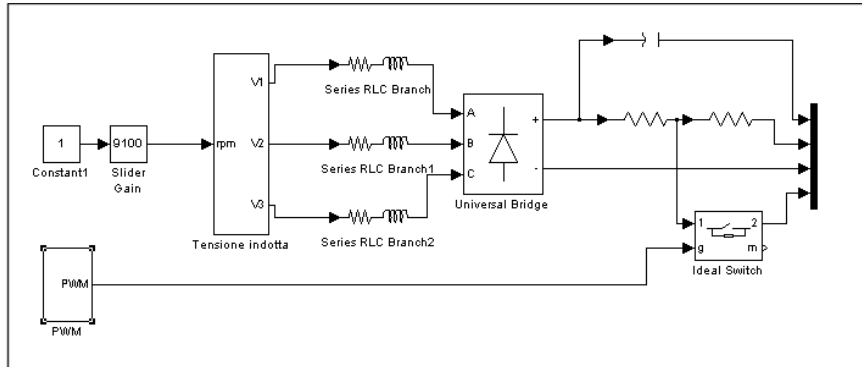 1
Constant1
9100
Slider
Gain
rpm
V1
V2
V3
Tensione indotta
Series RLC Branch
Series RLC Branch1
Series RLC Branch2
A
B
C
+
-
Universal Bridge
1
2
g
m
Ideal Switch
PWM
PWM